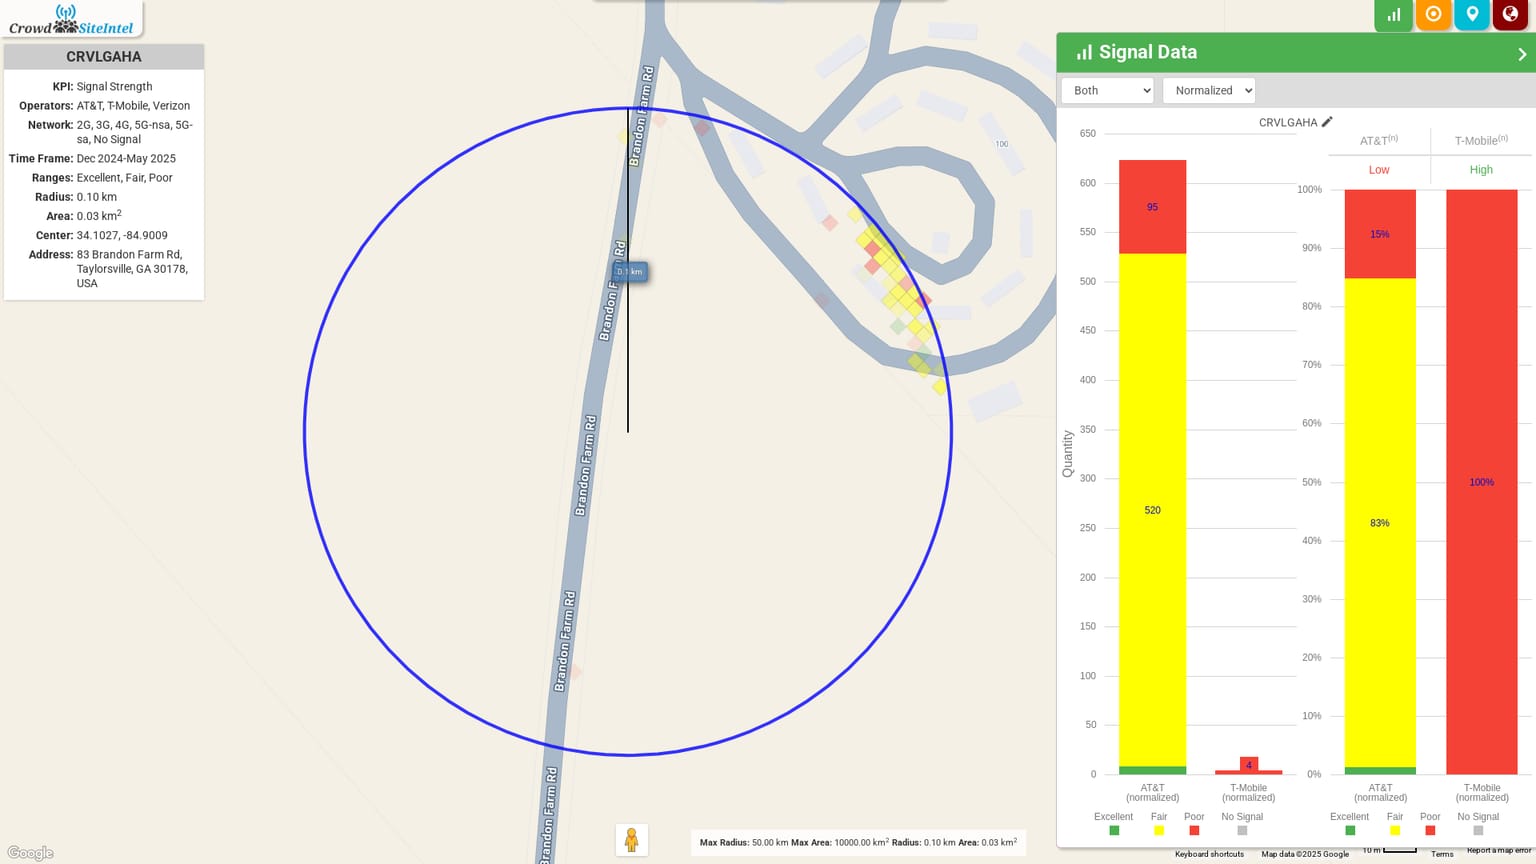 Crowd SiteIntel
CRVLGAHA
KPI: Signal Strength
Operators: AT&T, T-Mobile, Verizon
Network: 2G, 3G, 4G, 5G-nsa, 5G-
sa, No Signal
Time Frame: Dec 2024-May 2025
Ranges: Excellent, Fair, Poor
Radius: 0.10 km
Area: 0.03 km2
Center: 34.1027, -84.9009
Address: 83 Brandon Farm Rd,
Taylorsville, GA 30178,
USA
Brandon Farm Rd
Brandon Farm Rd
Brandon Farm Rd
Brandon Farm Rd
Brandon Farm Rd
0.1 km
100
Google
Max Radius: 50.00 km Max Area: 10000.00 km2 Radius: 0.10 km Area: 0.03 km2
Signal Data
Both
Normalized
CRVLGAHA
Quantity
650
600
550
500
450
400
350
300
250
200
150
100
50
0
95
520
4
AT&T
(normalized)
T-Mobile
(normalized)
Excellent Fair Poor No Signal
AT&T(n) T-Mobile(n)
Low High
100%
90%
80%
70%
60%
50%
40%
30%
20%
10%
0%
15%
83%
100%
AT&T
(normalized)
T-Mobile
(normalized)
Excellent Fair Poor No Signal
Keyboard shortcuts Map data ©2025 Google 10 m Terms Report a map error